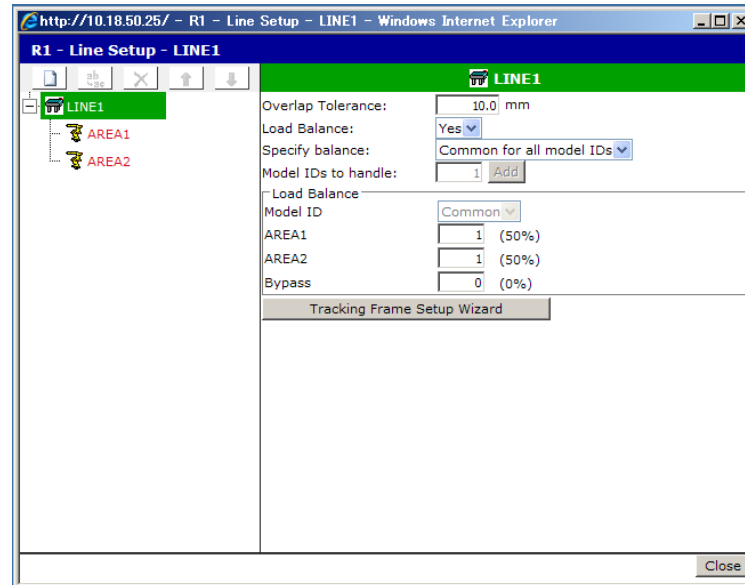 http://10.18.50.25/ - R1 - Line Setup - LINE1 - Windows Internet Explorer
R1 - Line Setup - LINE1
LINE1
AREA1
AREA2
LINE1
Overlap Tolerance: 10.0 mm
Load Balance: Yes
Specify balance: Common for all model IDs
Model IDs to handle: 1 Add
Load Balance
Model ID Common
AREA1 1 (50%)
AREA2 1 (50%)
Bypass 0 (0%)
Tracking Frame Setup Wizard
Close